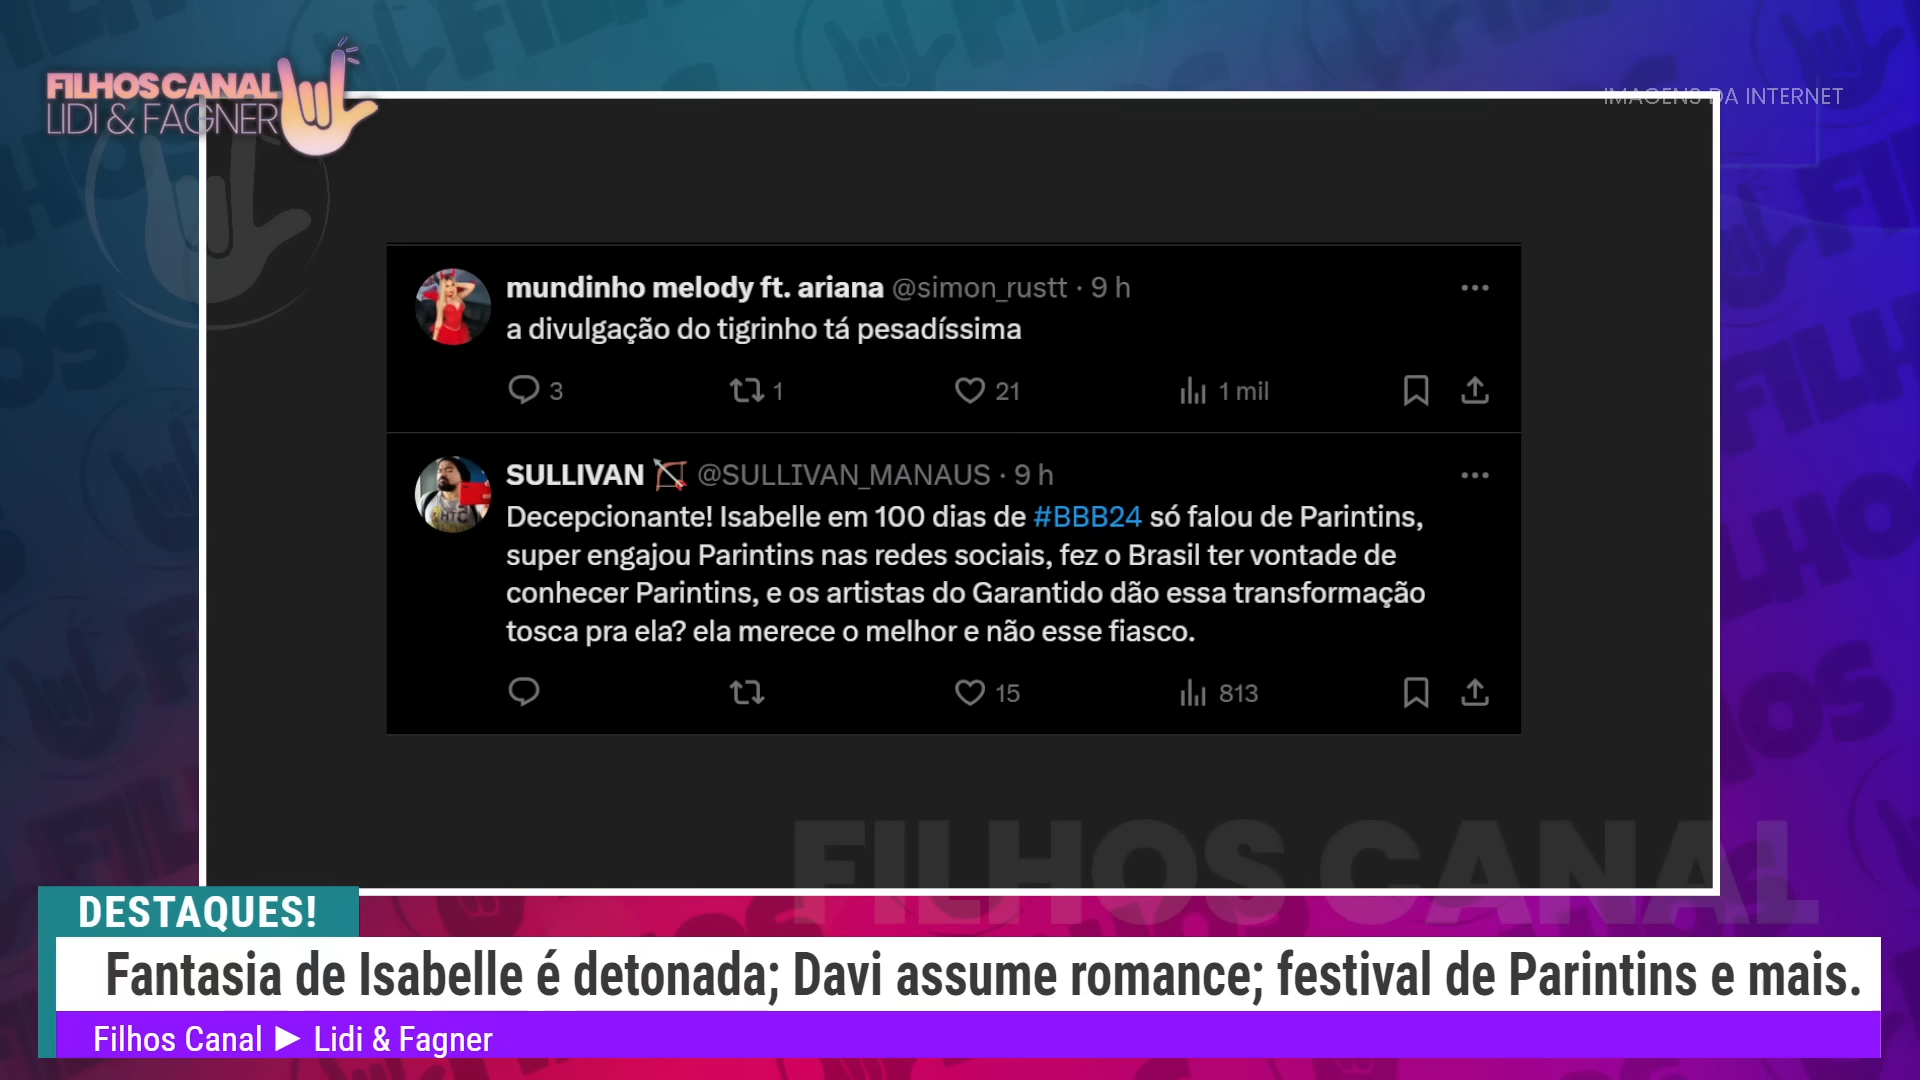 FILHOS CANAL
LIDI & FAGNER
IMAGENS DA INTERNET
mundinho melody ft. ariana @simon_rustt · 9 h
a divulgação do tigrinho tá pesadíssima
3 1 21 1 mil
SULLIVAN @SULLIVAN_MANAUS · 9 h
Decepcionante! Isabelle em 100 dias de #BBB24 só falou de Parintins,
super engajou Parintins nas redes sociais, fez o Brasil ter vontade de
conhecer Parintins, e os artistas do Garantido dão essa transformação
tosca pra ela? ela merece o melhor e não esse fiasco.
15 813
FILHOS CANAL
DESTAQUES!
Fantasia de Isabelle é detonada; Davi assume romance; festival de Parintins e mais.
Filhos Canal ► Lidi & Fagner